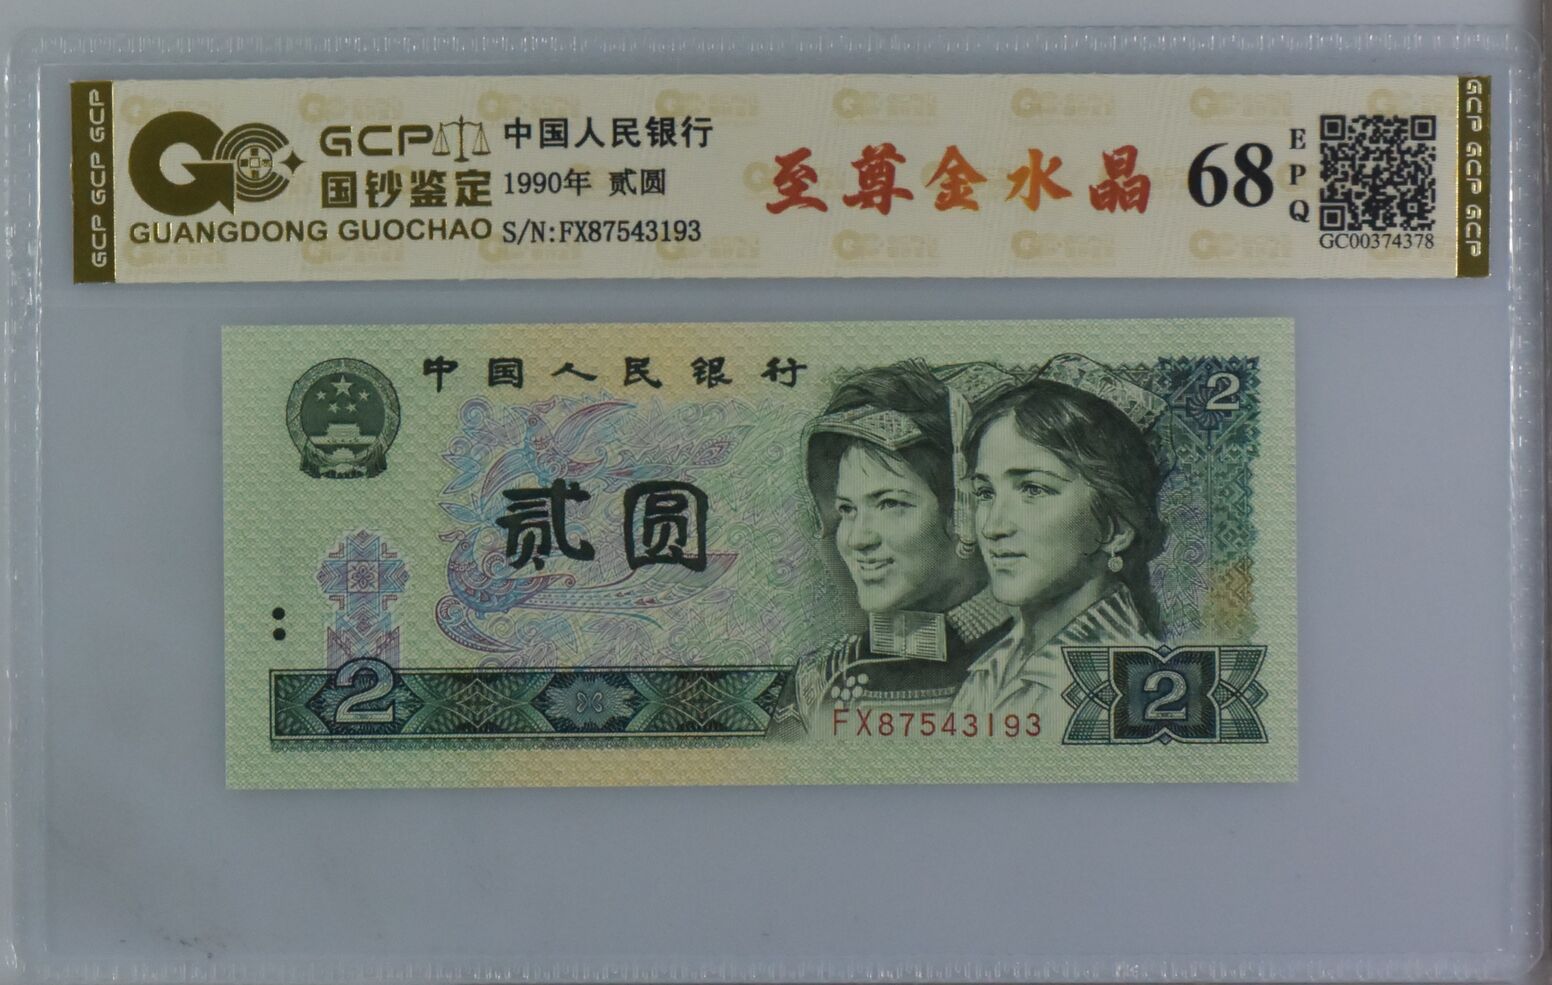 GCP GCP GCP
GCP
国钞鉴定
GUANGDONG GUOCHAO
中国人民银行
1990年 贰圆
S/N:FX87543193
至尊金水晶
68
EPQ
GC00374378
GCP GCP GCP
中国人民银行
2
贰圆
2
2
FX87543193